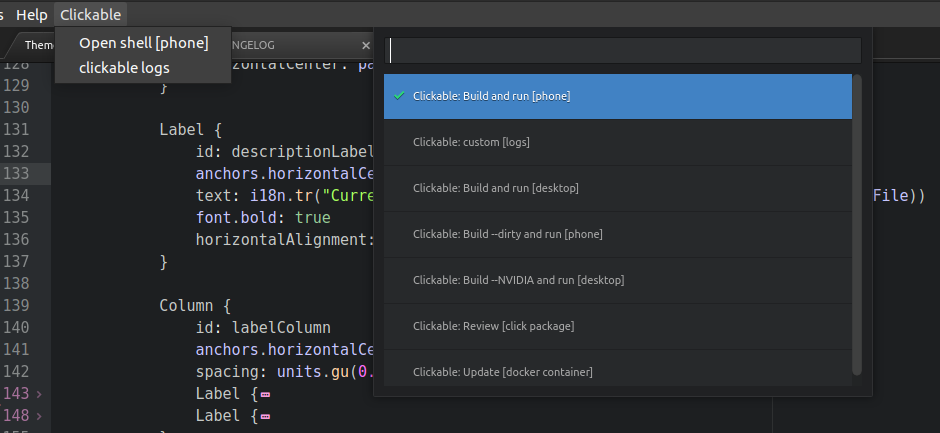 s Help Clickable
Open shell [phone]
clickable logs
Them
NGELOG
Clickable: Build and run [phone]
Clickable: custom [logs]
Clickable: Build and run [desktop]
Clickable: Build --dirty and run [phone]
Clickable: Build --NVIDIA and run [desktop]
Clickable: Review [click package]
Clickable: Update [docker container]
128 izontalCenter: pa
129 }
130
131 Label {
132 id: descriptionLabel
133 anchors.horizontalCe
134 text: i18n.tr("Curre File))
135 font.bold: true
136 horizontalAlignment:
137 }
138
139 Column {
140 id: labelColumn
141 anchors.horizontalCe
142 spacing: units.gu(0.
143 Label {
148 Label {